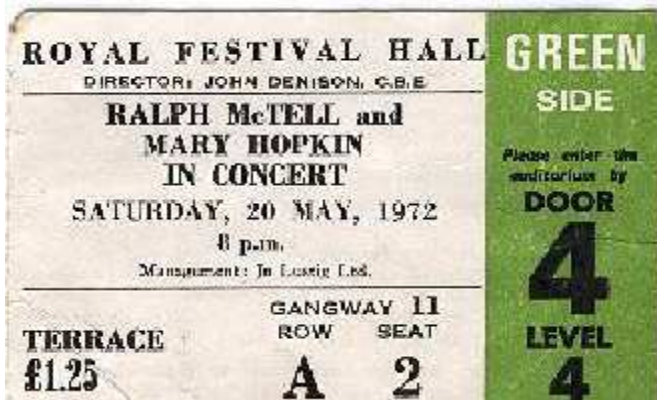 ROYAL FESTIVAL HALL
DIRECTOR: JOHN DENISON, C.B.E.
RALPH McTELL and
MARY HOPKIN
IN CONCERT
SATURDAY, 20 MAY, 1972
8 p.m.
Management: Jo Lustig Ltd.
GANGWAY 11
ROW SEAT
TERRACE
£1.25 A 2
GREEN
SIDE
Please enter the
auditorium by
DOOR
4
LEVEL
4